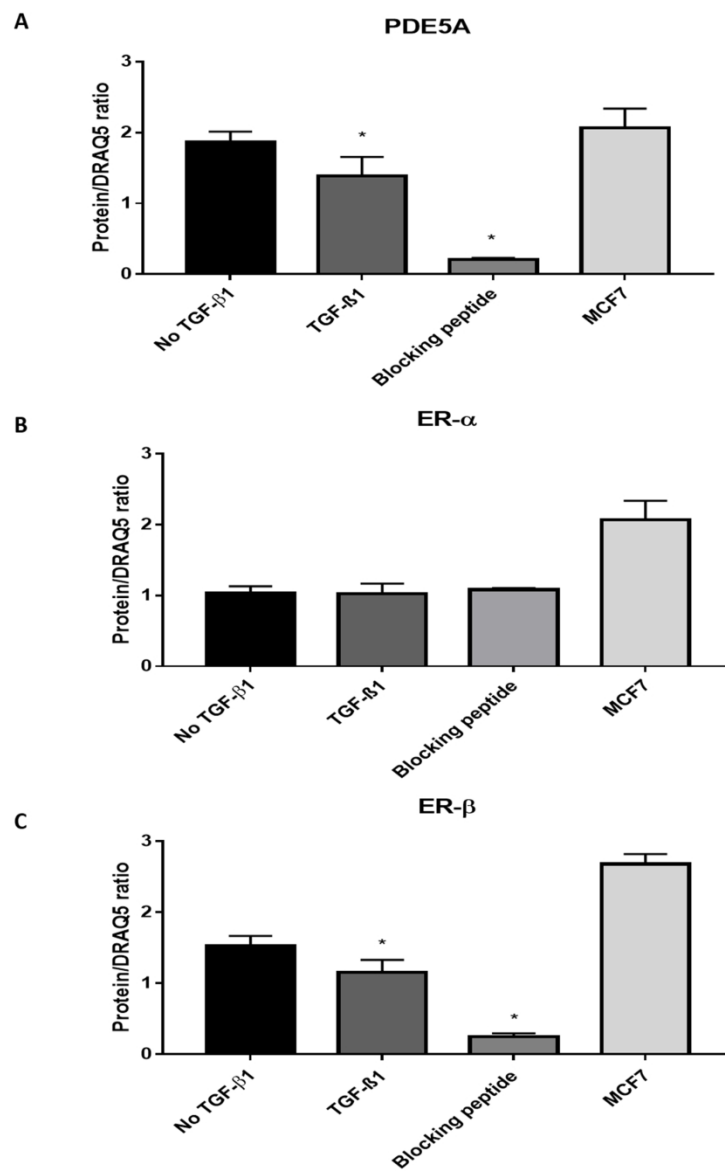 A
PDE5A
Protein/DRAQ5 ratio
3
2
1
0
*
*
No TGF-β1
TGF-ß1
Blocking peptide
MCF7
B
ER-α
Protein/DRAQ5 ratio
3
2
1
0
No TGF-β1
TGF-ß1
Blocking peptide
MCF7
C
ER-β
Protein/DRAQ5 ratio
3
2
1
0
*
*
No TGF-β1
TGF-ß1
Blocking peptide
MCF7